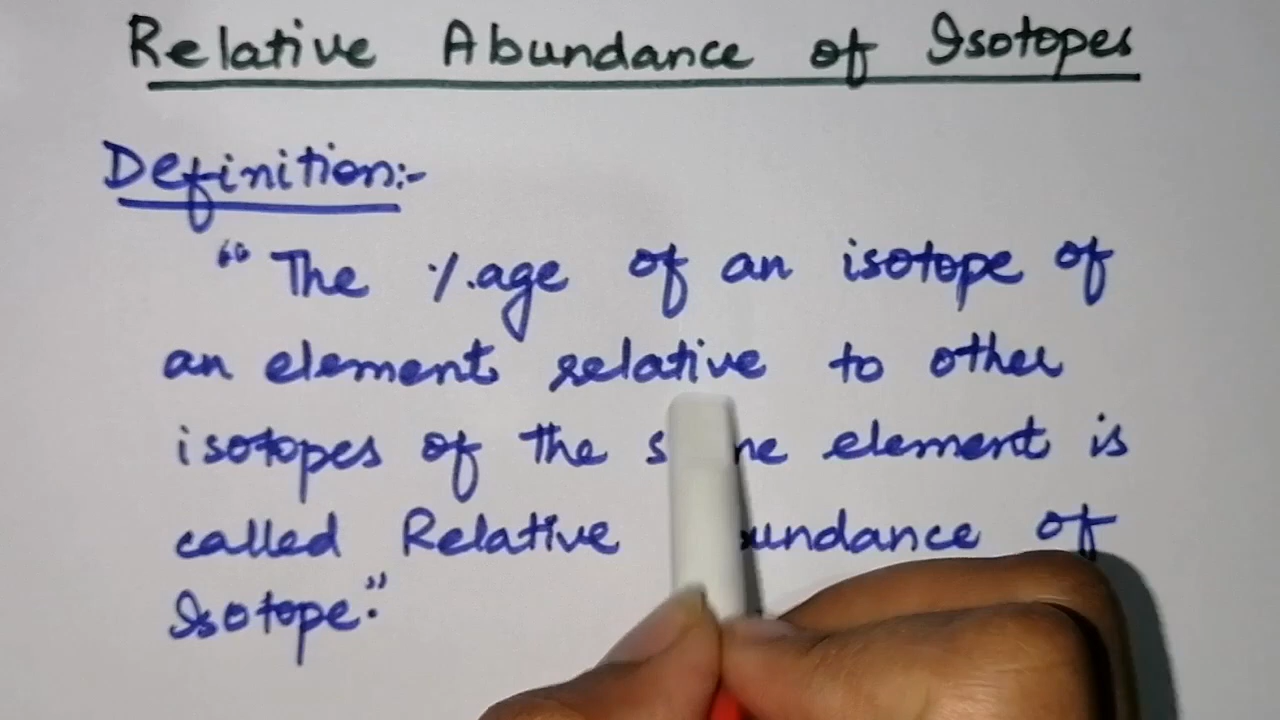 Relative Abundance of Isotopes
Definition:-
"The %age of an isotope of
an element relative to other
isotopes of the element is
called Relative of
Isotope."